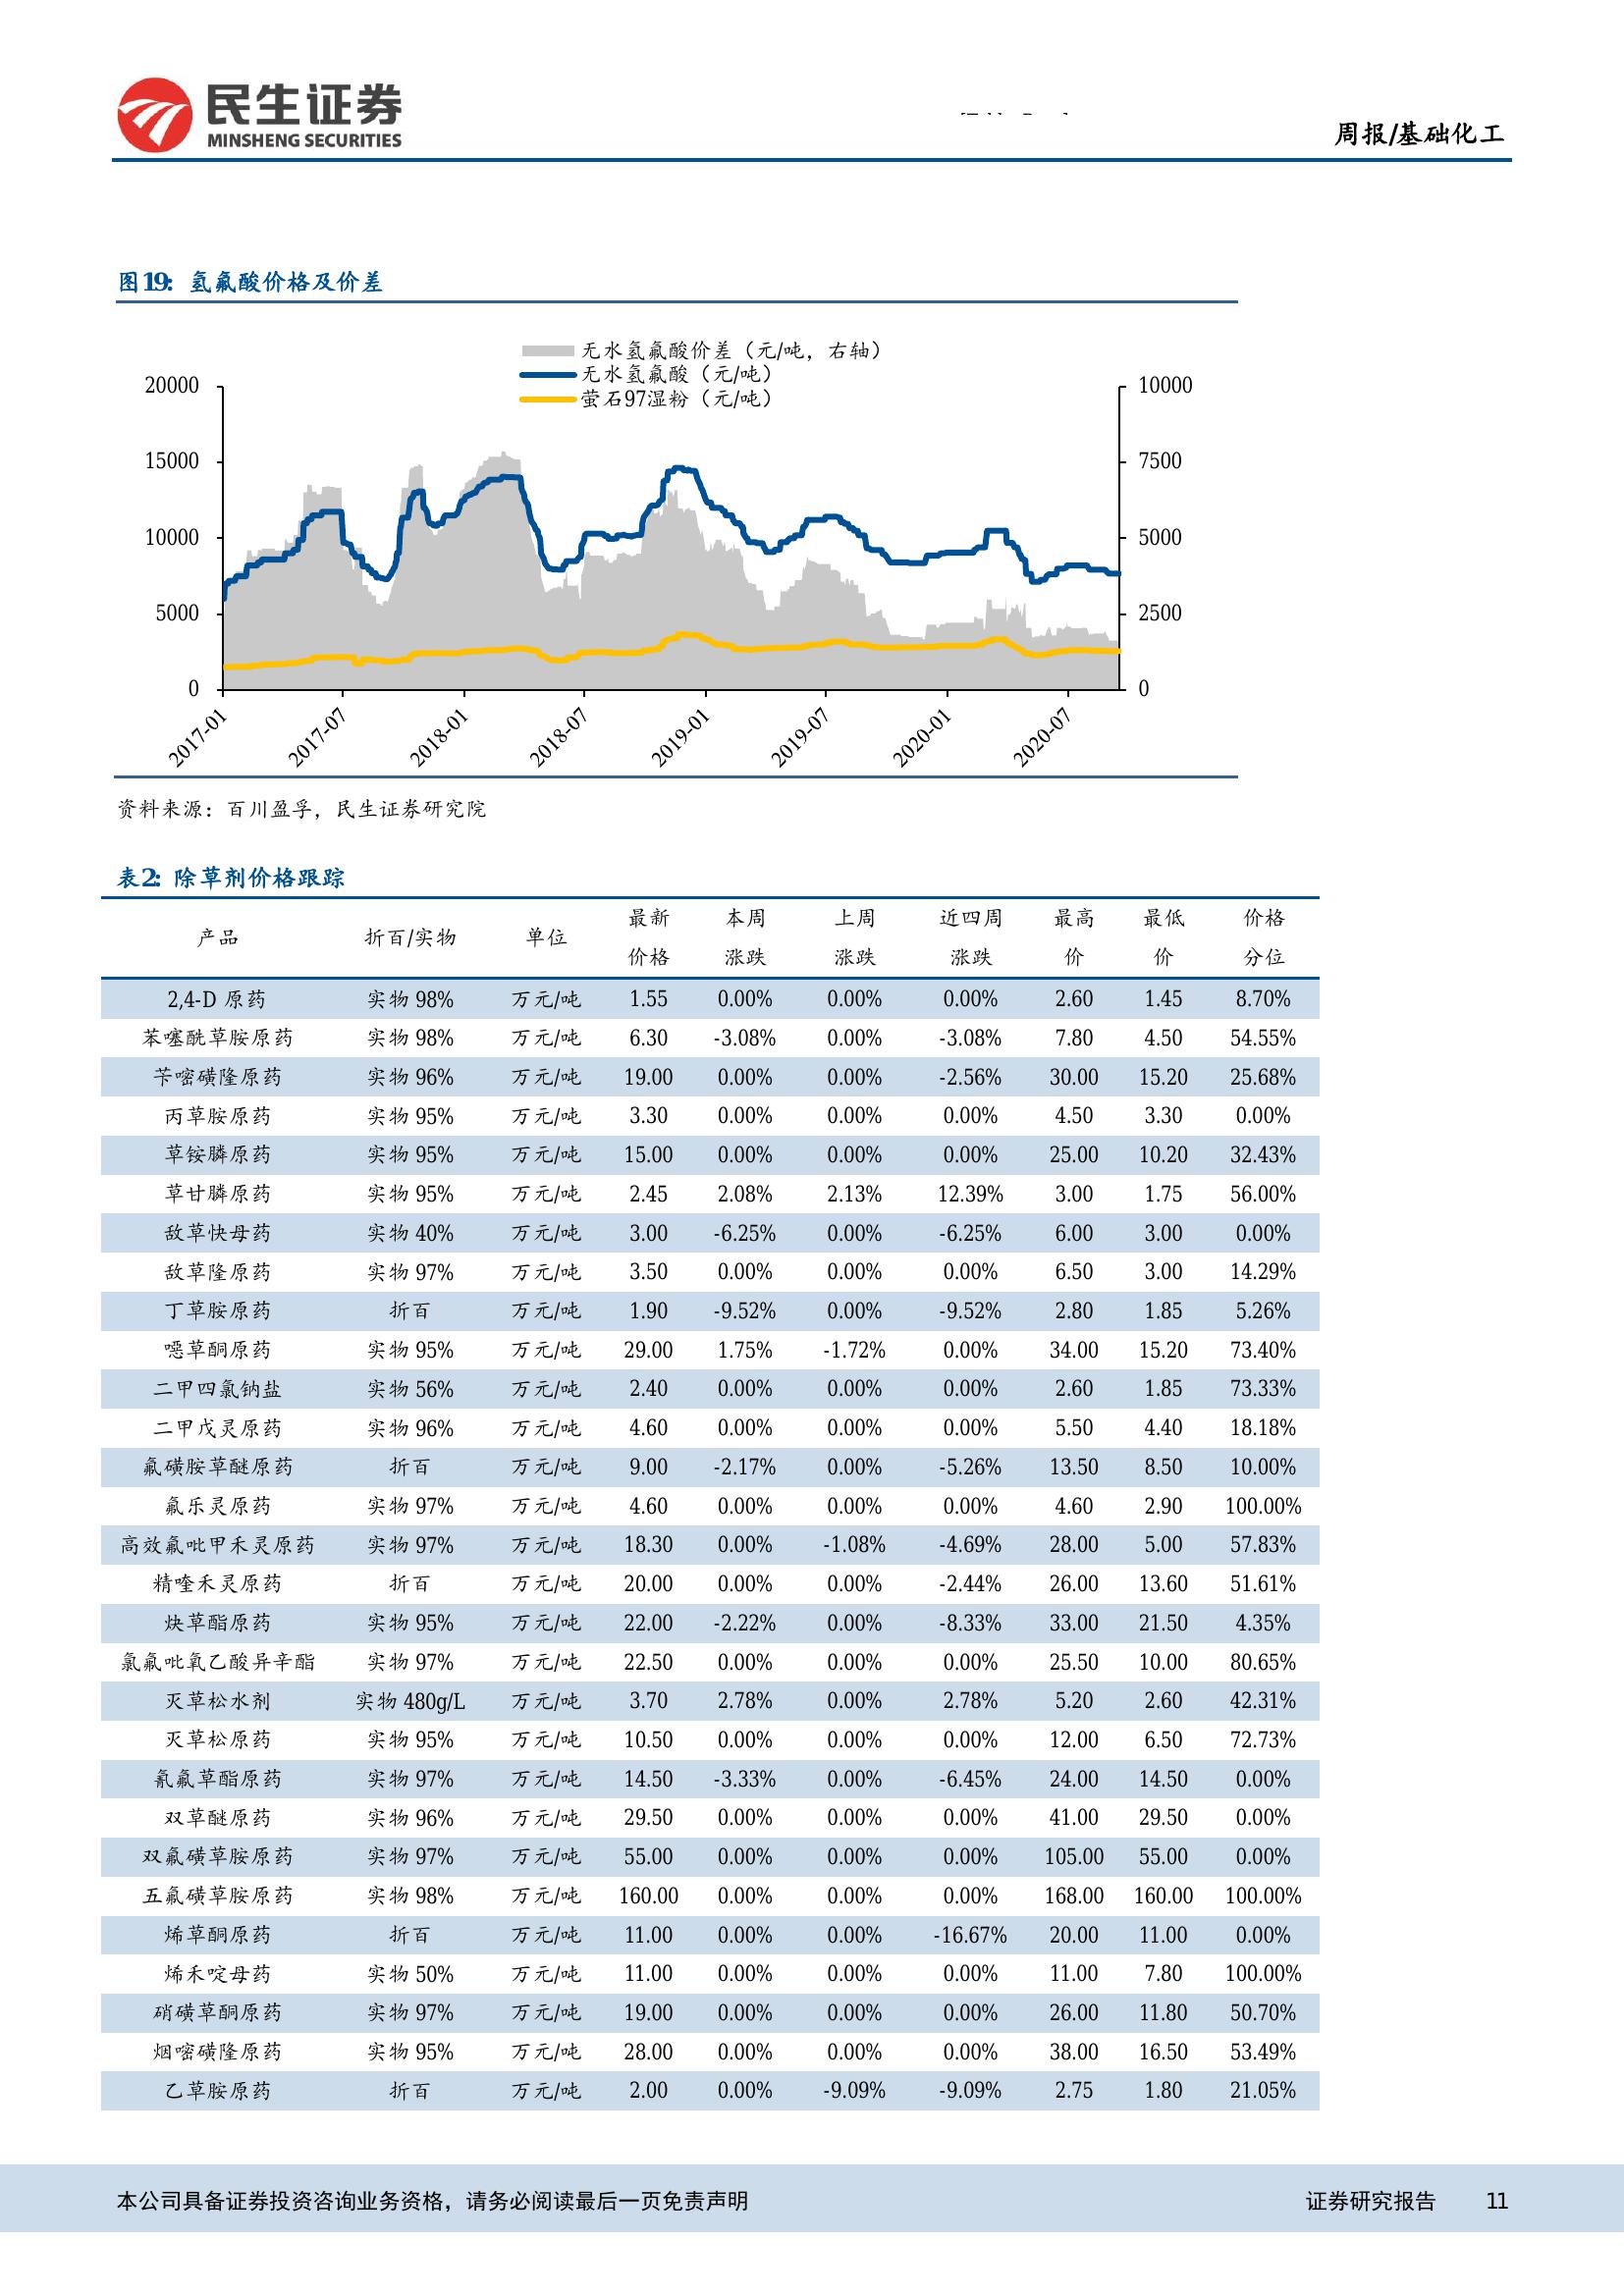 民生证券
MINSHENG SECURITIES
周报/基础化工
图19: 氢氟酸价格及价差
无水氢氟酸价差（元/吨，右轴）
无水氢氟酸（元/吨）
萤石97湿粉（元/吨）
20000
15000
10000
5000
0
10000
7500
5000
2500
0
2017-01
2017-07
2018-01
2018-07
2019-01
2019-07
2020-01
2020-07
资料来源：百川盈孚，民生证券研究院
表2: 除草剂价格跟踪
产品 折百/实物 单位 最新价格 本周涨跌 上周涨跌 近四周涨跌 最高价 最低价 价格分位
2,4-D 原药 实物 98% 万元/吨 1.55 0.00% 0.00% 0.00% 2.60 1.45 8.70%
苯噻酰草胺原药 实物 98% 万元/吨 6.30 -3.08% 0.00% -3.08% 7.80 4.50 54.55%
苄嘧磺隆原药 实物 96% 万元/吨 19.00 0.00% 0.00% -2.56% 30.00 15.20 25.68%
丙草胺原药 实物 95% 万元/吨 3.30 0.00% 0.00% 0.00% 4.50 3.30 0.00%
草铵膦原药 实物 95% 万元/吨 15.00 0.00% 0.00% 0.00% 25.00 10.20 32.43%
草甘膦原药 实物 95% 万元/吨 2.45 2.08% 2.13% 12.39% 3.00 1.75 56.00%
敌草快母药 实物 40% 万元/吨 3.00 -6.25% 0.00% -6.25% 6.00 3.00 0.00%
敌草隆原药 实物 97% 万元/吨 3.50 0.00% 0.00% 0.00% 6.50 3.00 14.29%
丁草胺原药 折百 万元/吨 1.90 -9.52% 0.00% -9.52% 2.80 1.85 5.26%
噁草酮原药 实物 95% 万元/吨 29.00 1.75% -1.72% 0.00% 34.00 15.20 73.40%
二甲四氯钠盐 实物 56% 万元/吨 2.40 0.00% 0.00% 0.00% 2.60 1.85 73.33%
二甲戊灵原药 实物 96% 万元/吨 4.60 0.00% 0.00% 0.00% 5.50 4.40 18.18%
氟磺胺草醚原药 折百 万元/吨 9.00 -2.17% 0.00% -5.26% 13.50 8.50 10.00%
氟乐灵原药 实物 97% 万元/吨 4.60 0.00% 0.00% 0.00% 4.60 2.90 100.00%
高效氟吡甲禾灵原药 实物 97% 万元/吨 18.30 0.00% -1.08% -4.69% 28.00 5.00 57.83%
精喹禾灵原药 折百 万元/吨 20.00 0.00% 0.00% -2.44% 26.00 13.60 51.61%
炔草酯原药 实物 95% 万元/吨 22.00 -2.22% 0.00% -8.33% 33.00 21.50 4.35%
氯氟吡氧乙酸异辛酯 实物 97% 万元/吨 22.50 0.00% 0.00% 0.00% 25.50 10.00 80.65%
灭草松水剂 实物 480g/L 万元/吨 3.70 2.78% 0.00% 2.78% 5.20 2.60 42.31%
灭草松原药 实物 95% 万元/吨 10.50 0.00% 0.00% 0.00% 12.00 6.50 72.73%
氰氟草酯原药 实物 97% 万元/吨 14.50 -3.33% 0.00% -6.45% 24.00 14.50 0.00%
双草醚原药 实物 96% 万元/吨 29.50 0.00% 0.00% 0.00% 41.00 29.50 0.00%
双氟磺草胺原药 实物 97% 万元/吨 55.00 0.00% 0.00% 0.00% 105.00 55.00 0.00%
五氟磺草胺原药 实物 98% 万元/吨 160.00 0.00% 0.00% 0.00% 168.00 160.00 100.00%
烯草酮原药 折百 万元/吨 11.00 0.00% 0.00% -16.67% 20.00 11.00 0.00%
烯禾啶母药 实物 50% 万元/吨 11.00 0.00% 0.00% 0.00% 11.00 7.80 100.00%
硝磺草酮原药 实物 97% 万元/吨 19.00 0.00% 0.00% 0.00% 26.00 11.80 50.70%
烟嘧磺隆原药 实物 95% 万元/吨 28.00 0.00% 0.00% 0.00% 38.00 16.50 53.49%
乙草胺原药 折百 万元/吨 2.00 0.00% -9.09% -9.09% 2.75 1.80 21.05%
本公司具备证券投资咨询业务资格，请务必阅读最后一页免责声明 证券研究报告 11